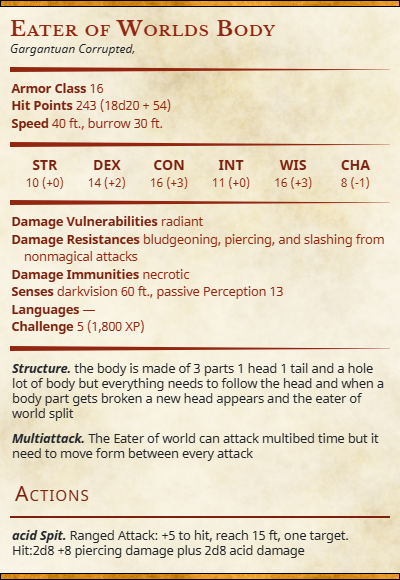 Eater of Worlds Body
Gargantuan Corrupted,
Armor Class 16
Hit Points 243 (18d20 + 54)
Speed 40 ft., burrow 30 ft.
STR DEX CON INT WIS CHA
10 (+0) 14 (+2) 16 (+3) 11 (+0) 16 (+3) 8 (-1)
Damage Vulnerabilities radiant
Damage Resistances bludgeoning, piercing, and slashing from
nonmagical attacks
Damage Immunities necrotic
Senses darkvision 60 ft., passive Perception 13
Languages —
Challenge 5 (1,800 XP)
Structure. the body is made of 3 parts 1 head 1 tail and a hole
lot of body but everything needs to follow the head and when a
body part gets broken a new head appears and the eater of
world split
Multiattack. The Eater of world can attack multibed time but it
need to move form between every attack
Actions
acid Spit. Ranged Attack: +5 to hit, reach 15 ft, one target.
Hit:2d8 +8 piercing damage plus 2d8 acid damage